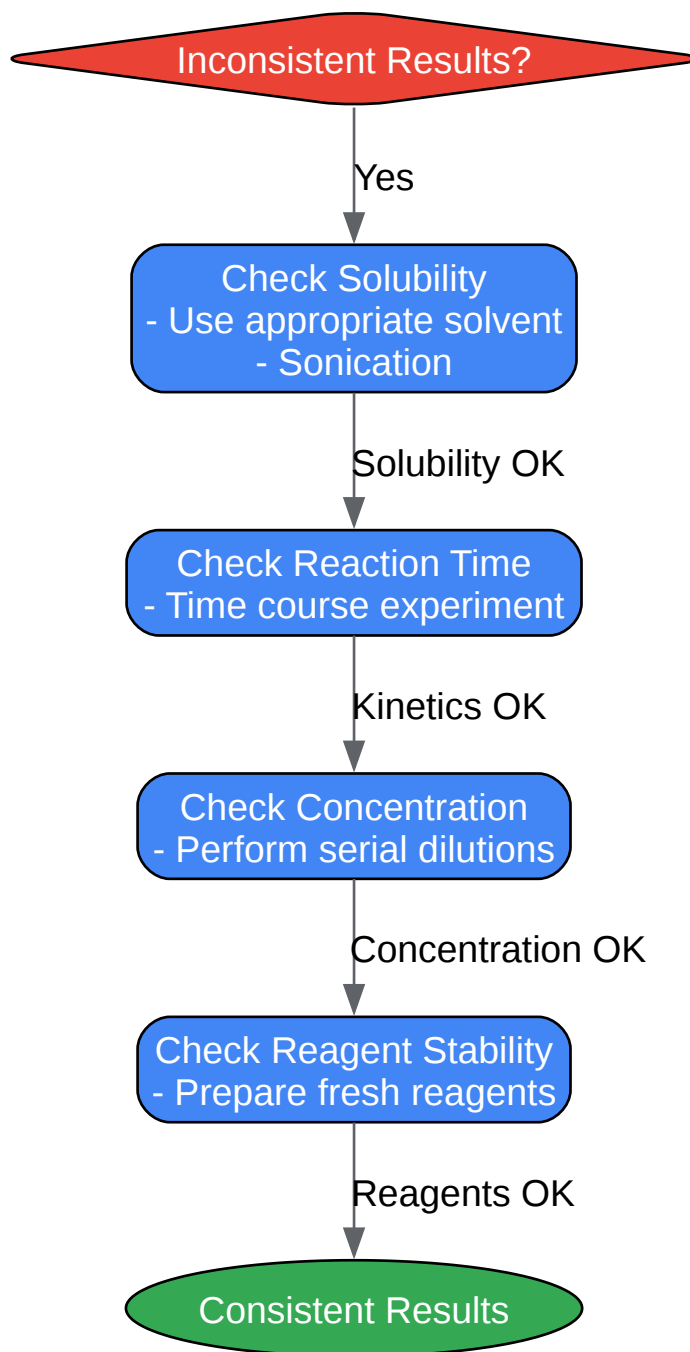 Inconsistent Results?
Yes
Check Solubility
- Use appropriate solvent
- Sonication
Solubility OK
Check Reaction Time
- Time course experiment
Kinetics OK
Check Concentration
- Perform serial dilutions
Concentration OK
Check Reagent Stability
- Prepare fresh reagents
Reagents OK
Consistent Results